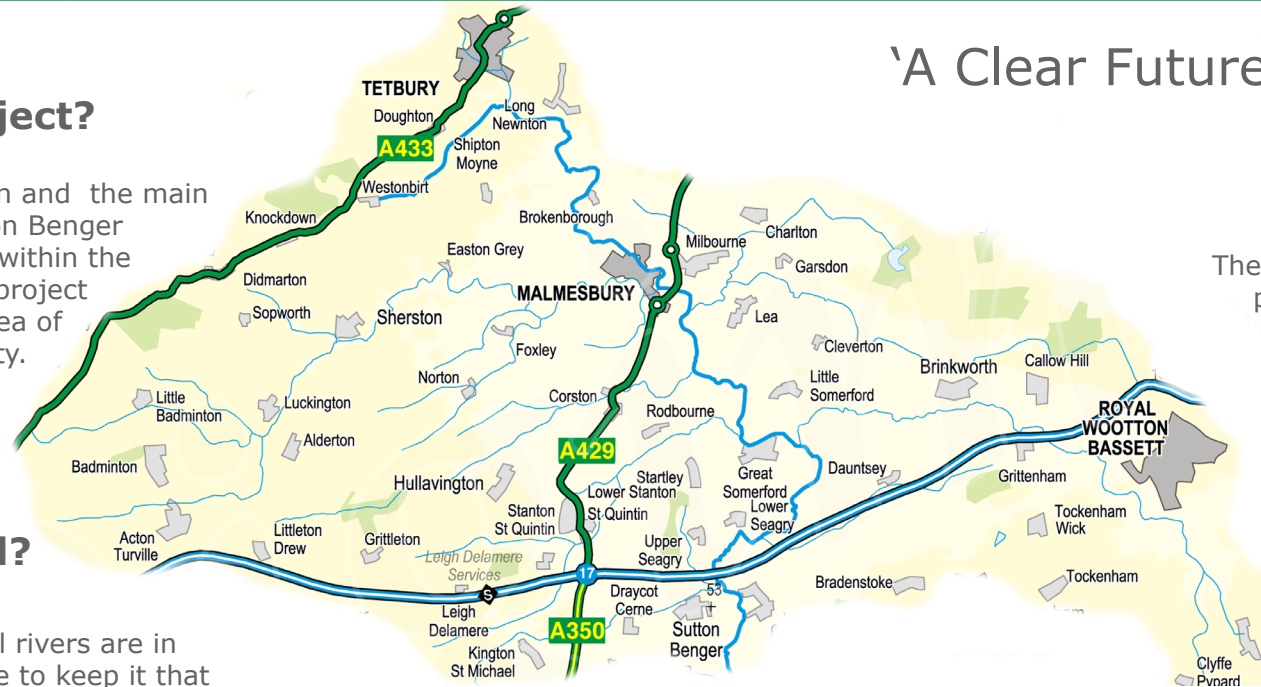 'A Clear Future
ject?
n and the main
on Benger
within the
project
ea of
ty.
The
p
l?
l rivers are in
e to keep it that
TETBURY
Doughton
A433
Long
Newnton
Shipton
Moyne
Westonbirt
Knockdown
Brokenborough
Easton Grey
Milbourne
Charlton
Garsdon
Didmarton
Sopworth
Sherston
MALMESBURY
Lea
Foxley
Cleverton
Norton
Little
Somerford
Brinkworth
Callow Hill
Little
Badminton
Luckington
Corston
Rodbourne
ROYAL
WOOTTON
BASSETT
Alderton
A429
Badminton
Hullavington
Startley
Great
Somerford
Dauntsey
Grittenham
Lower Stanton
St Quintin
Stanton
St Quintin
Lower
Seagry
Tockenham
Wick
Acton
Turville
Littleton
Drew
Grittleton
Upper
Seagry
Leigh Delamere
Services
S
17
Leigh
Delamere
Draycot
Cerne
53
Bradenstoke
Tockenham
A350
Sutton
Benger
Kington
St Michael
Clyffe
Pypard